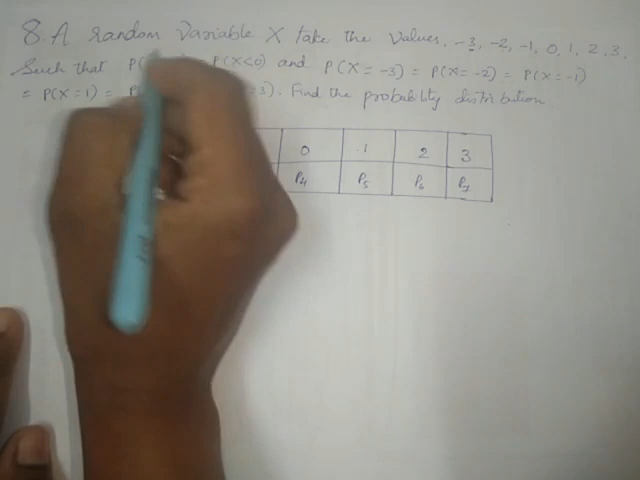 8. A random Variable X take the values, -3, -2, -1, 0, 1, 2, 3,
Such that P( P(X<0) and P(X = -3) = P(X = -2) = P(X = -1)
= P(X = 1) = P =3). Find the probability distribution
0 1 2 3
P4 P5 P6 P7